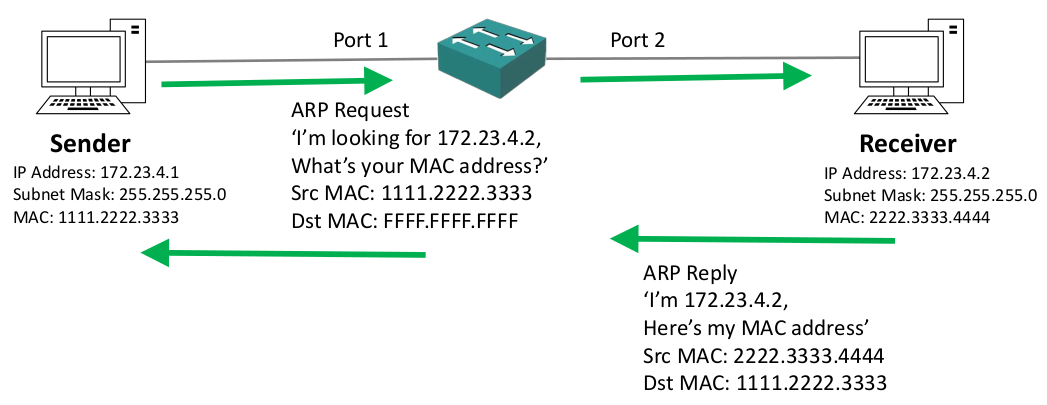 Port 1
Port 2
ARP Request
‘I’m looking for 172.23.4.2,
What’s your MAC address?’
Src MAC: 1111.2222.3333
Dst MAC: FFFF.FFFF.FFFF
Sender
IP Address: 172.23.4.1
Subnet Mask: 255.255.255.0
MAC: 1111.2222.3333
Receiver
IP Address: 172.23.4.2
Subnet Mask: 255.255.255.0
MAC: 2222.3333.4444
ARP Reply
‘I’m 172.23.4.2,
Here’s my MAC address’
Src MAC: 2222.3333.4444
Dst MAC: 1111.2222.3333